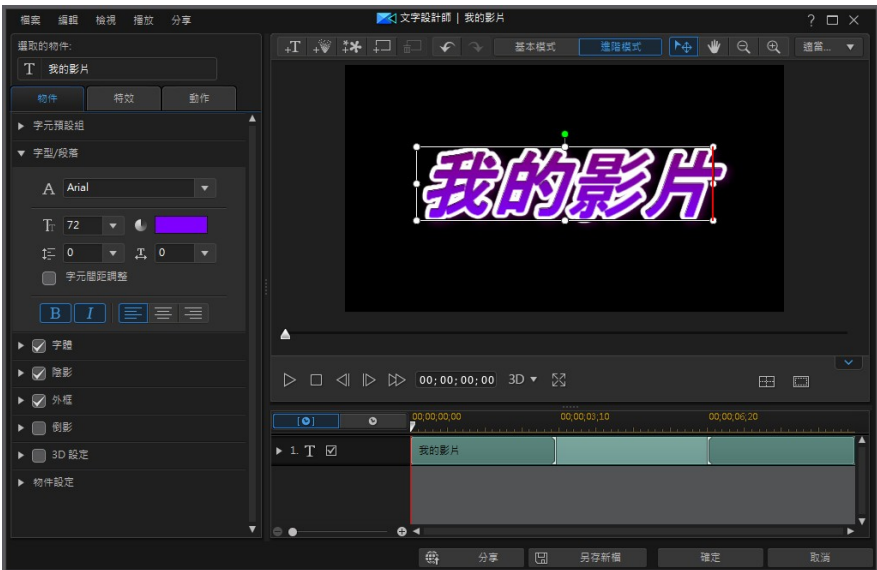 檔案 編輯 檢視 播放 分享
文字設計師 | 我的影片
選取的物件:
T 我的影片
物件 特效 動作
字元預設組
字型/段落
A Arial
72
0 0
字元間距調整
B I
字體
陰影
外框
倒影
3D 設定
物件設定
+T 基本模式 進階模式 適當...
我的影片
00;00;00;00 3D
00;00;00;00 00;00;03;10 00;00;06;20
1. T 我的影片
分享 另存新檔 確定 取消